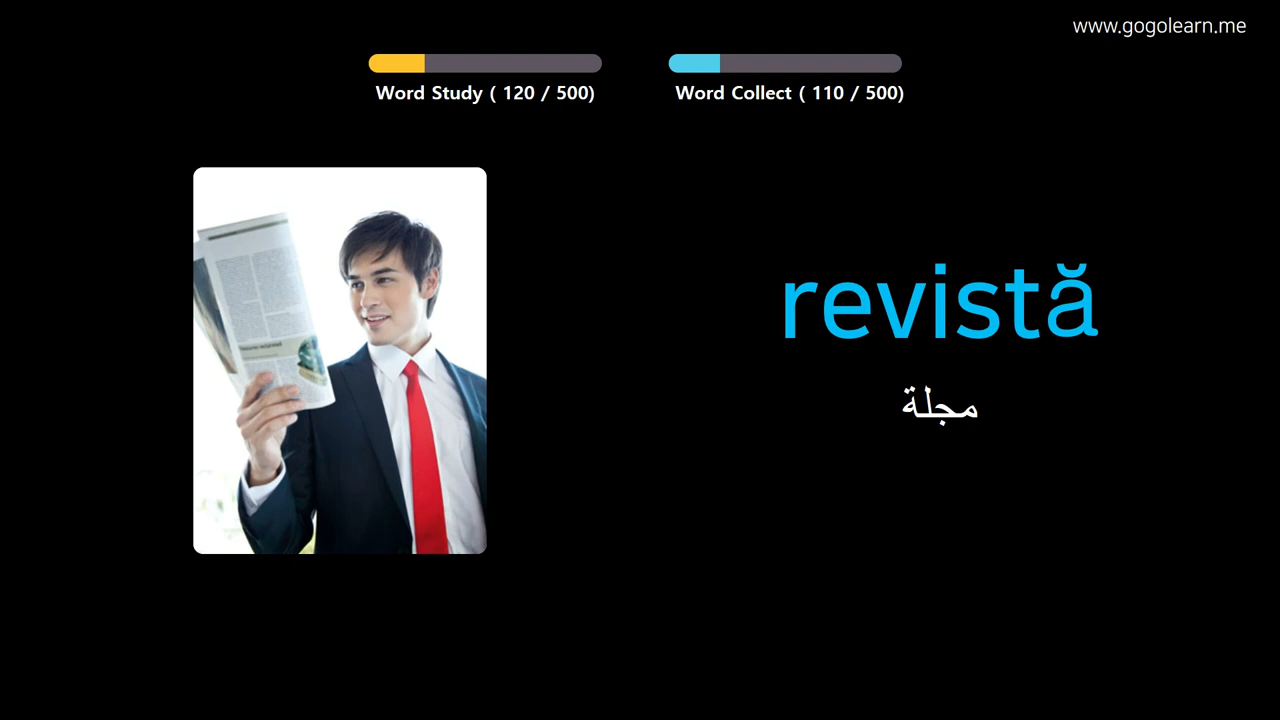 www.gogolearn.me
Word Study ( 120 / 500)
Word Collect ( 110 / 500)
revistă
مجلة